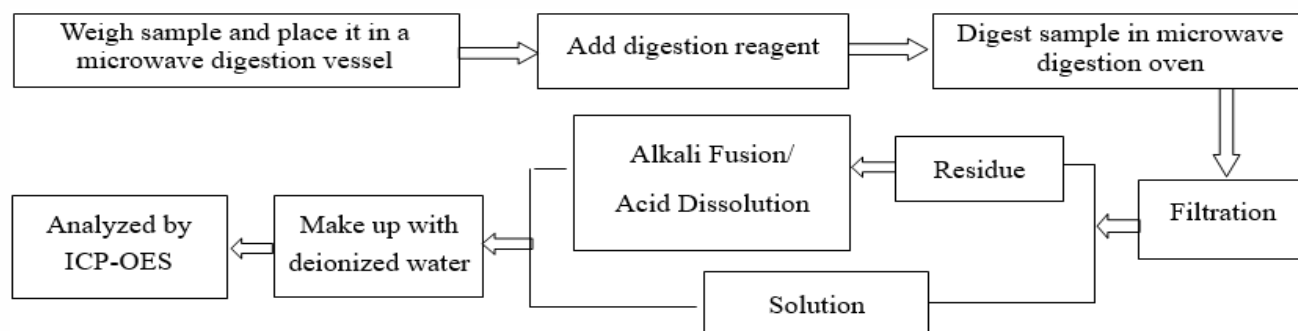 Weigh sample and place it in a
microwave digestion vessel
Add digestion reagent
Digest sample in microwave
digestion oven
Filtration
Residue
Alkali Fusion/
Acid Dissolution
Solution
Make up with
deionized water
Analyzed by
ICP-OES